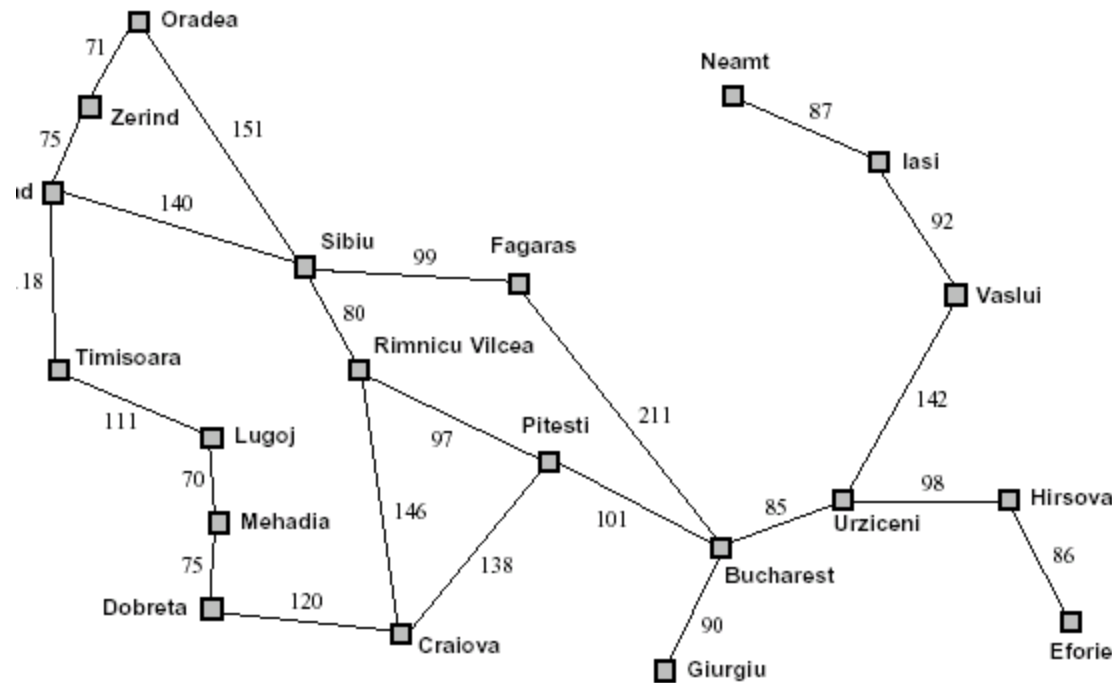 Oradea
71
Neamt
87
Zerind
75
151
Iasi
140
92
Sibiu
Fagaras
99
Vaslui
80
Timisoara
Rimnicu Vilcea
142
211
111
Lugoj
97
Pitesti
70
98
Hirsova
85
Urziceni
146
101
Mehadia
86
75
138
Bucharest
Dobreta
120
90
Craiova
Eforie
Giurgiu